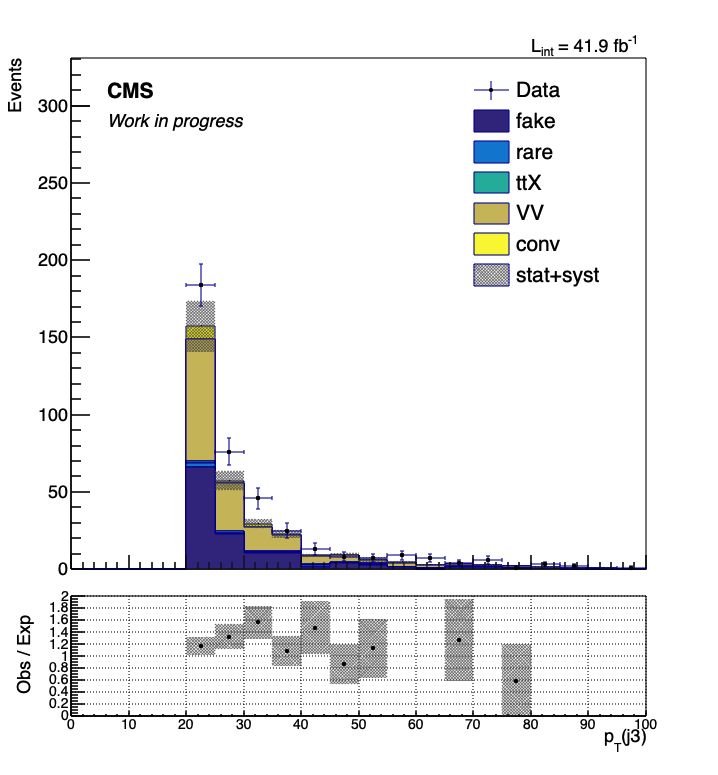 L_int = 41.9 fb^-1
Events
CMS
Work in progress
Data
fake
rare
ttX
VV
conv
stat+syst
300
250
200
150
100
50
0
Obs / Exp
2
1.8
1.6
1.4
1.2
1
0.8
0.6
0.4
0.2
0
0 10 20 30 40 50 60 70 80 90 100
p_T(j3)